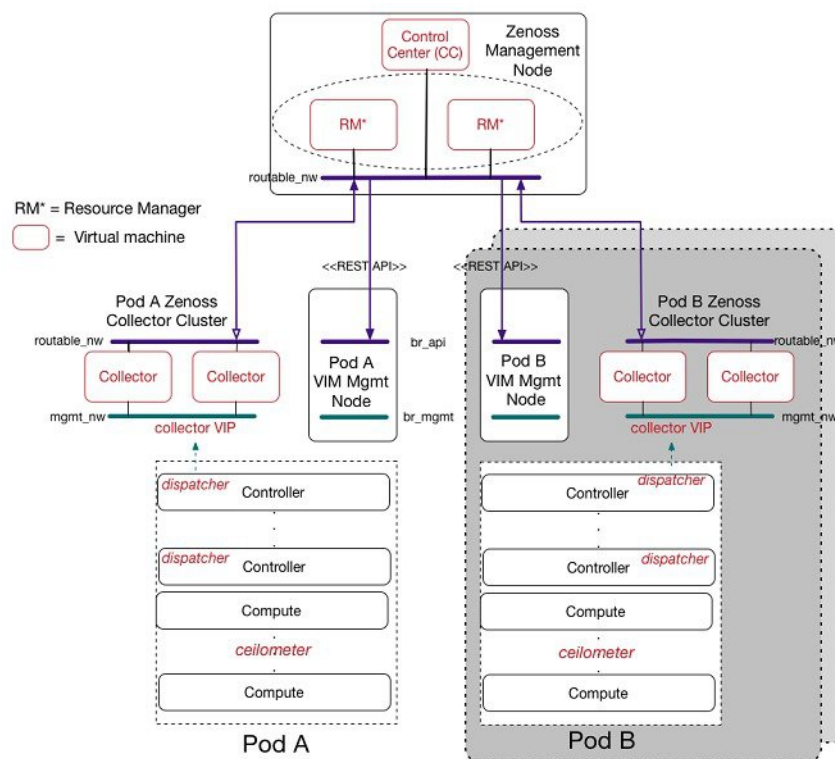 Control
Center (CC)
Zenoss
Management
Node
RM*
RM*
routable_nw
RM* = Resource Manager
= Virtual machine
<<REST API>>
<<REST API>>
Pod A Zenoss
Collector Cluster
routable_nw
Collector
Collector
mgmt_nw
collector VIP
br_api
Pod A
VIM Mgmt
Node
br_mgmt
Pod B
VIM Mgmt
Node
Pod B Zenoss
Collector Cluster
routable_nw
Collector
Collector
mgmt_nw
collector VIP
dispatcher
Controller
dispatcher
Controller
Compute
ceilometer
Compute
Pod A
dispatcher
Controller
dispatcher
Controller
Compute
ceilometer
Compute
Pod B